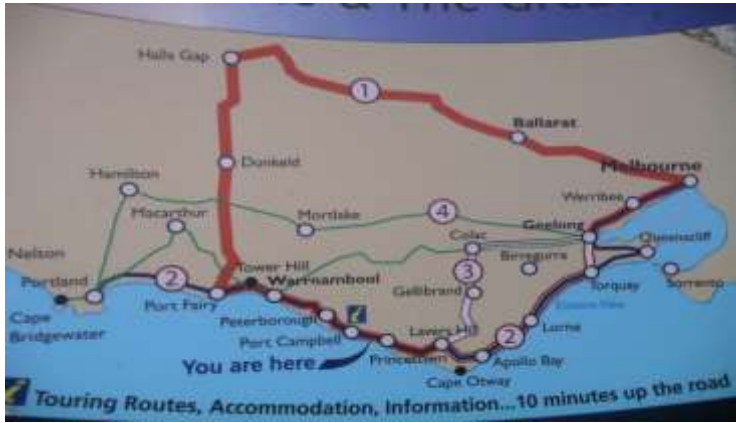 & The Great
Halls Gap
1
Ballarat
Melbourne
Dunkeld
Hamilton
Werribee
Macarthur
4
Mortlake
Geelong
Colac
Queenscliff
Nelson
Birregurra
Tower Hill
2
3
Portland
Warrnambool
Torquay
Sorrento
Port Fairy
Gellibrand
Cape
Bridgewater
Peterborough
Lorne
Lavers Hill
2
Port Campbell
Princetown
Apollo Bay
You are here
Cape Otway
i
i
Touring Routes, Accommodation, Information...10 minutes up the road